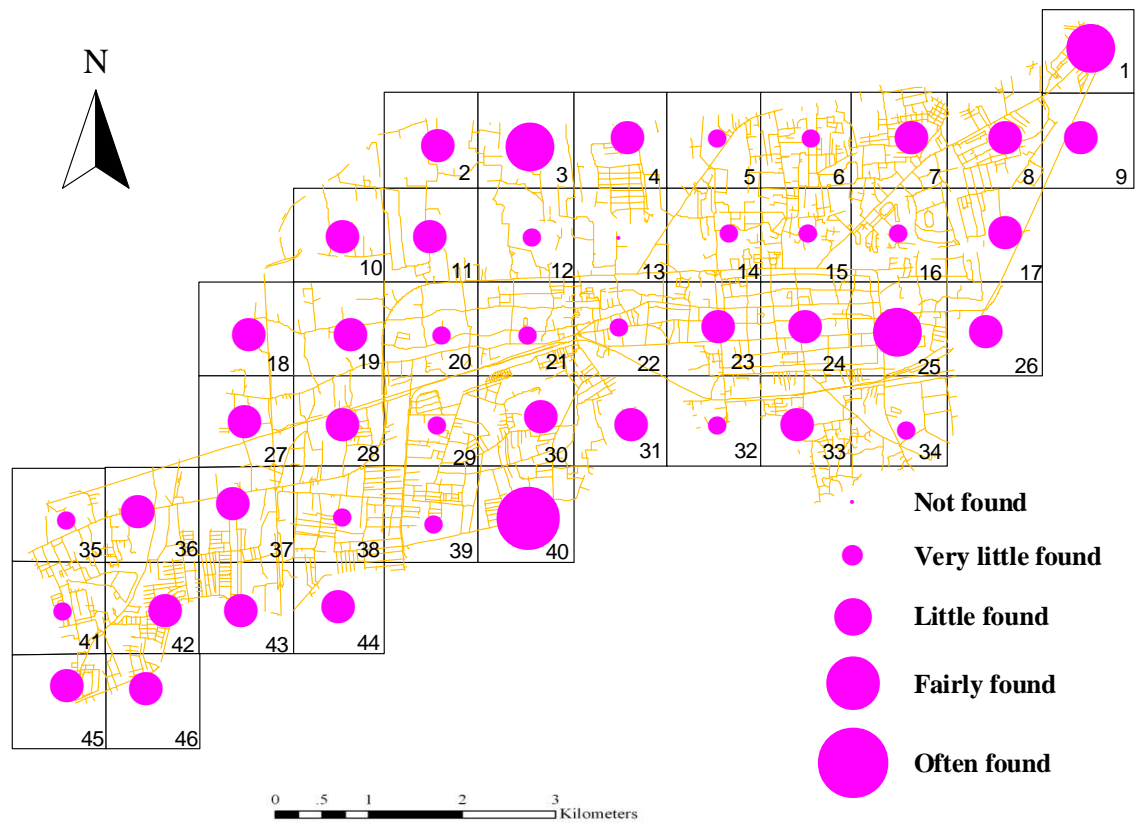 N
1
2 3 4 5 6 7 8 9
10 11 12 13 14 15 16 17
18 19 20 21 22 23 24 25 26
27 28 29 30 31 32 33 34
35 36 37 38 39 40
41 42 43 44
45 46
Not found
Very little found
Little found
Fairly found
Often found
0 .5 1 2 3
Kilometers